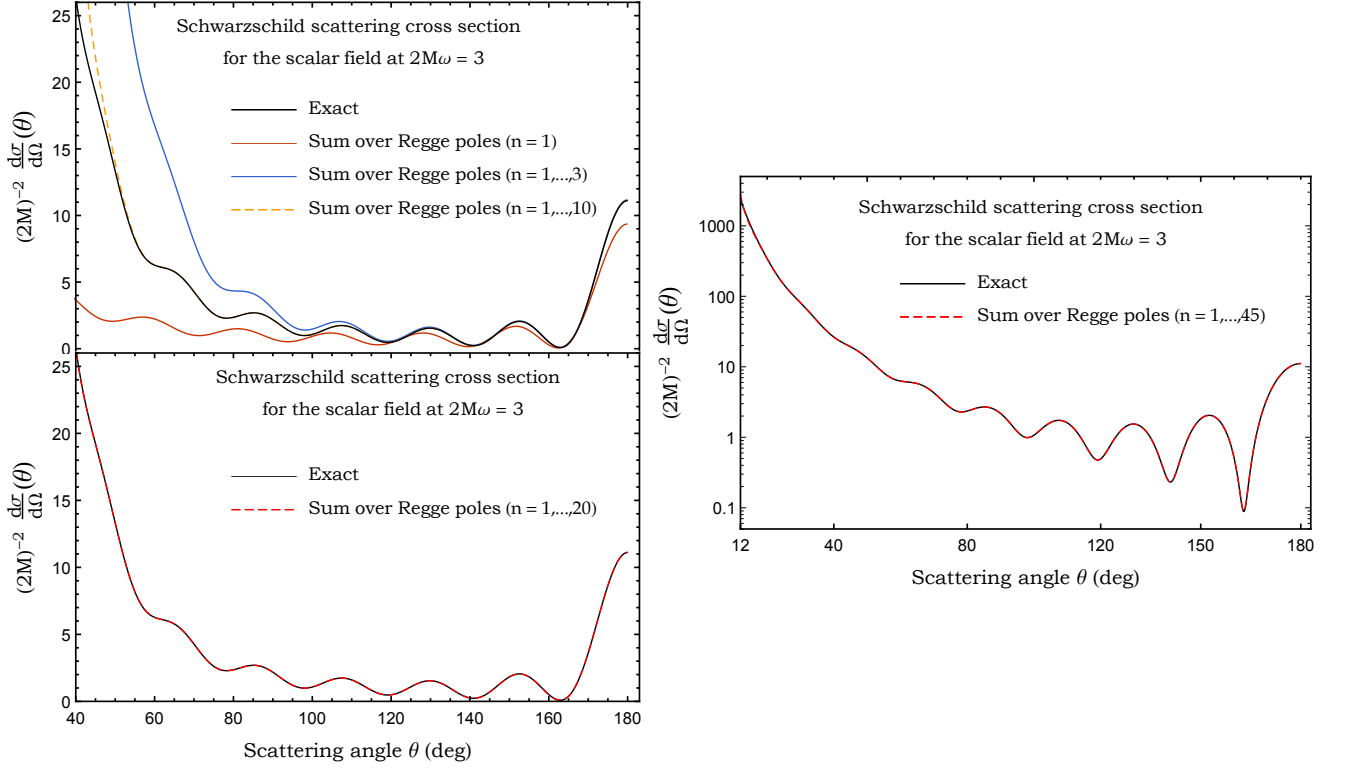 Schwarzschild scattering cross section
for the scalar field at 2Mω = 3
Exact
Sum over Regge poles (n = 1)
Sum over Regge poles (n = 1,...,3)
Sum over Regge poles (n = 1,...,10)
(2M)⁻² dσ/dΩ (θ)
25
20
15
10
5
0
Schwarzschild scattering cross section
for the scalar field at 2Mω = 3
Exact
Sum over Regge poles (n = 1,...,20)
(2M)⁻² dσ/dΩ (θ)
25
20
15
10
5
0
40 60 80 100 120 140 160 180
Scattering angle θ (deg)
Schwarzschild scattering cross section
for the scalar field at 2Mω = 3
Exact
Sum over Regge poles (n = 1,...,45)
(2M)⁻² dσ/dΩ (θ)
1000
100
10
1
0.1
12 40 80 120 150 180
Scattering angle θ (deg)